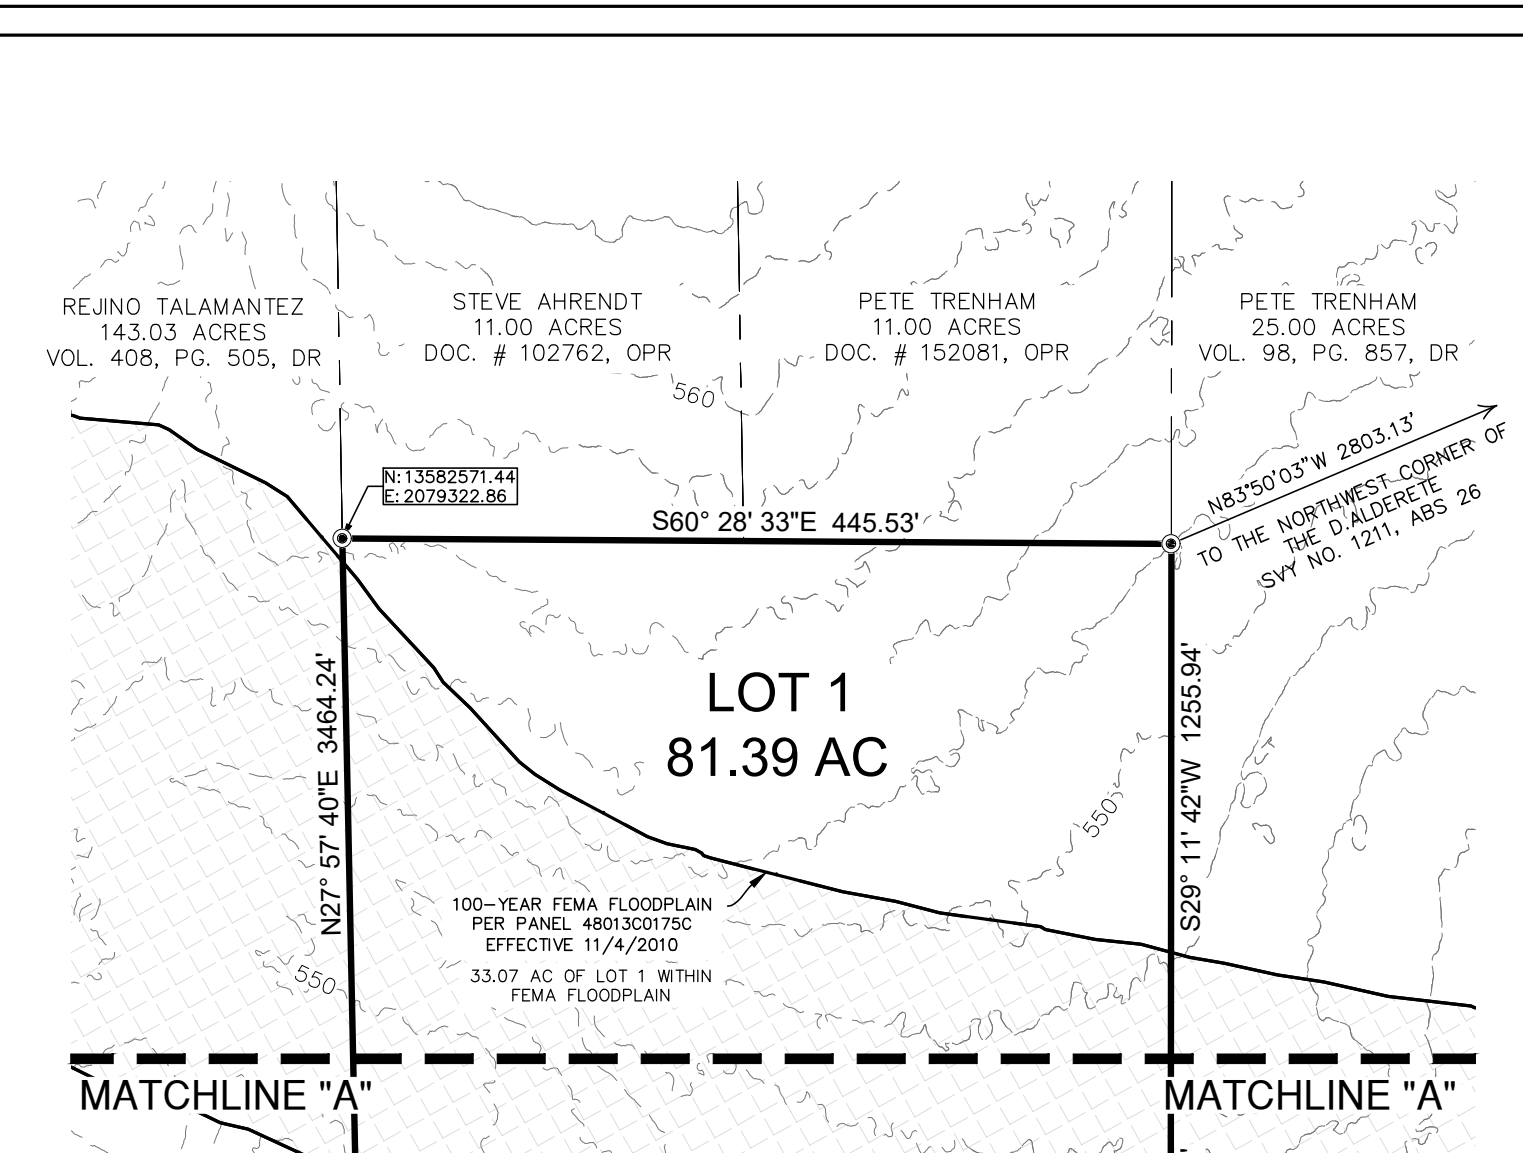 REJINO TALAMANTEZ
143.03 ACRES
VOL. 408, PG. 505, DR
STEVE AHRENDT
11.00 ACRES
DOC. # 102762, OPR
PETE TRENHAM
11.00 ACRES
DOC. # 152081, OPR
PETE TRENHAM
25.00 ACRES
VOL. 98, PG. 857, DR
560
N83°50'03"W 2803.13'
TO THE NORTHWEST CORNER OF
THE D.ALDERETE
SVY NO. 1211, ABS 26
N:13582571.44
E:2079322.86
S60° 28' 33"E 445.53'
N27° 57' 40"E 3464.24'
LOT 1
81.39 AC
S29° 11' 42"W 1255.94'
550
100-YEAR FEMA FLOODPLAIN
PER PANEL 48013C0175C
EFFECTIVE 11/4/2010
33.07 AC OF LOT 1 WITHIN
FEMA FLOODPLAIN
550
MATCHLINE "A"
MATCHLINE "A"